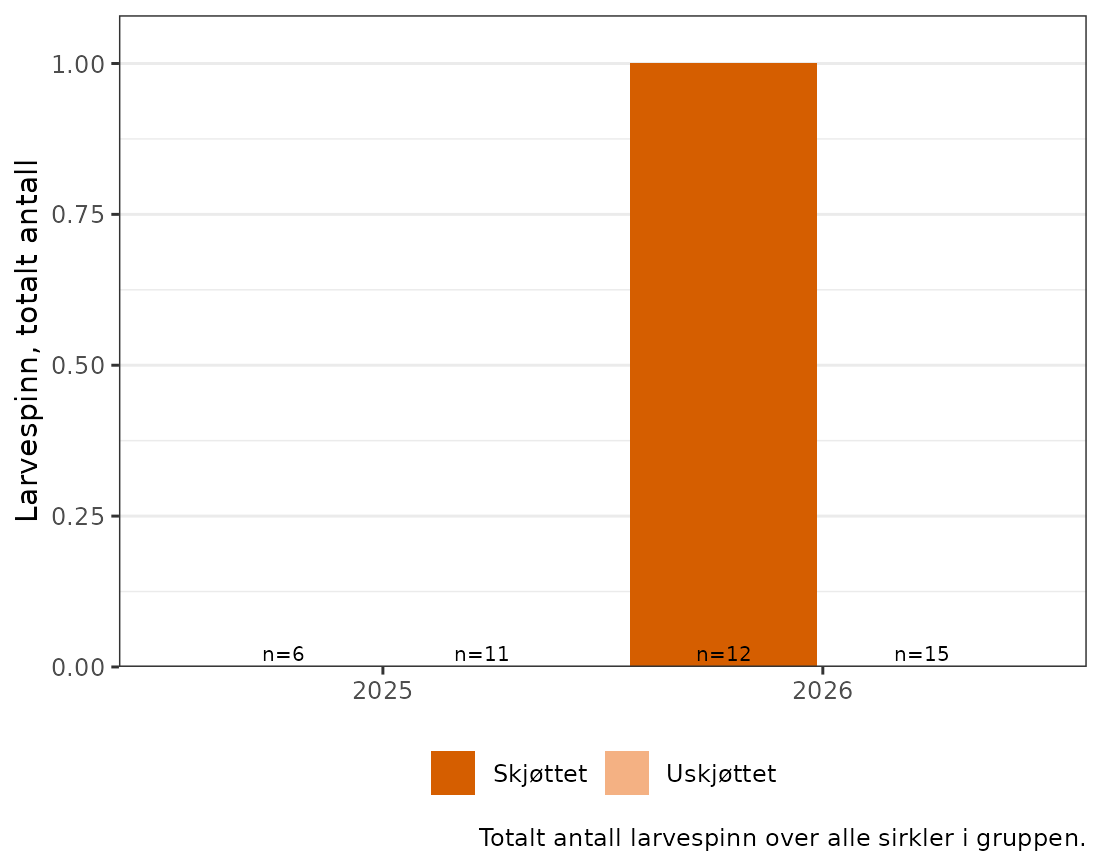 Larvespinn, totalt antall
1.00
0.75
0.50
0.25
0.00
n=6 n=11 n=12 n=15
2025 2026
Skjøttet Uskjøttet
Totalt antall larvespinn over alle sirkler i gruppen.